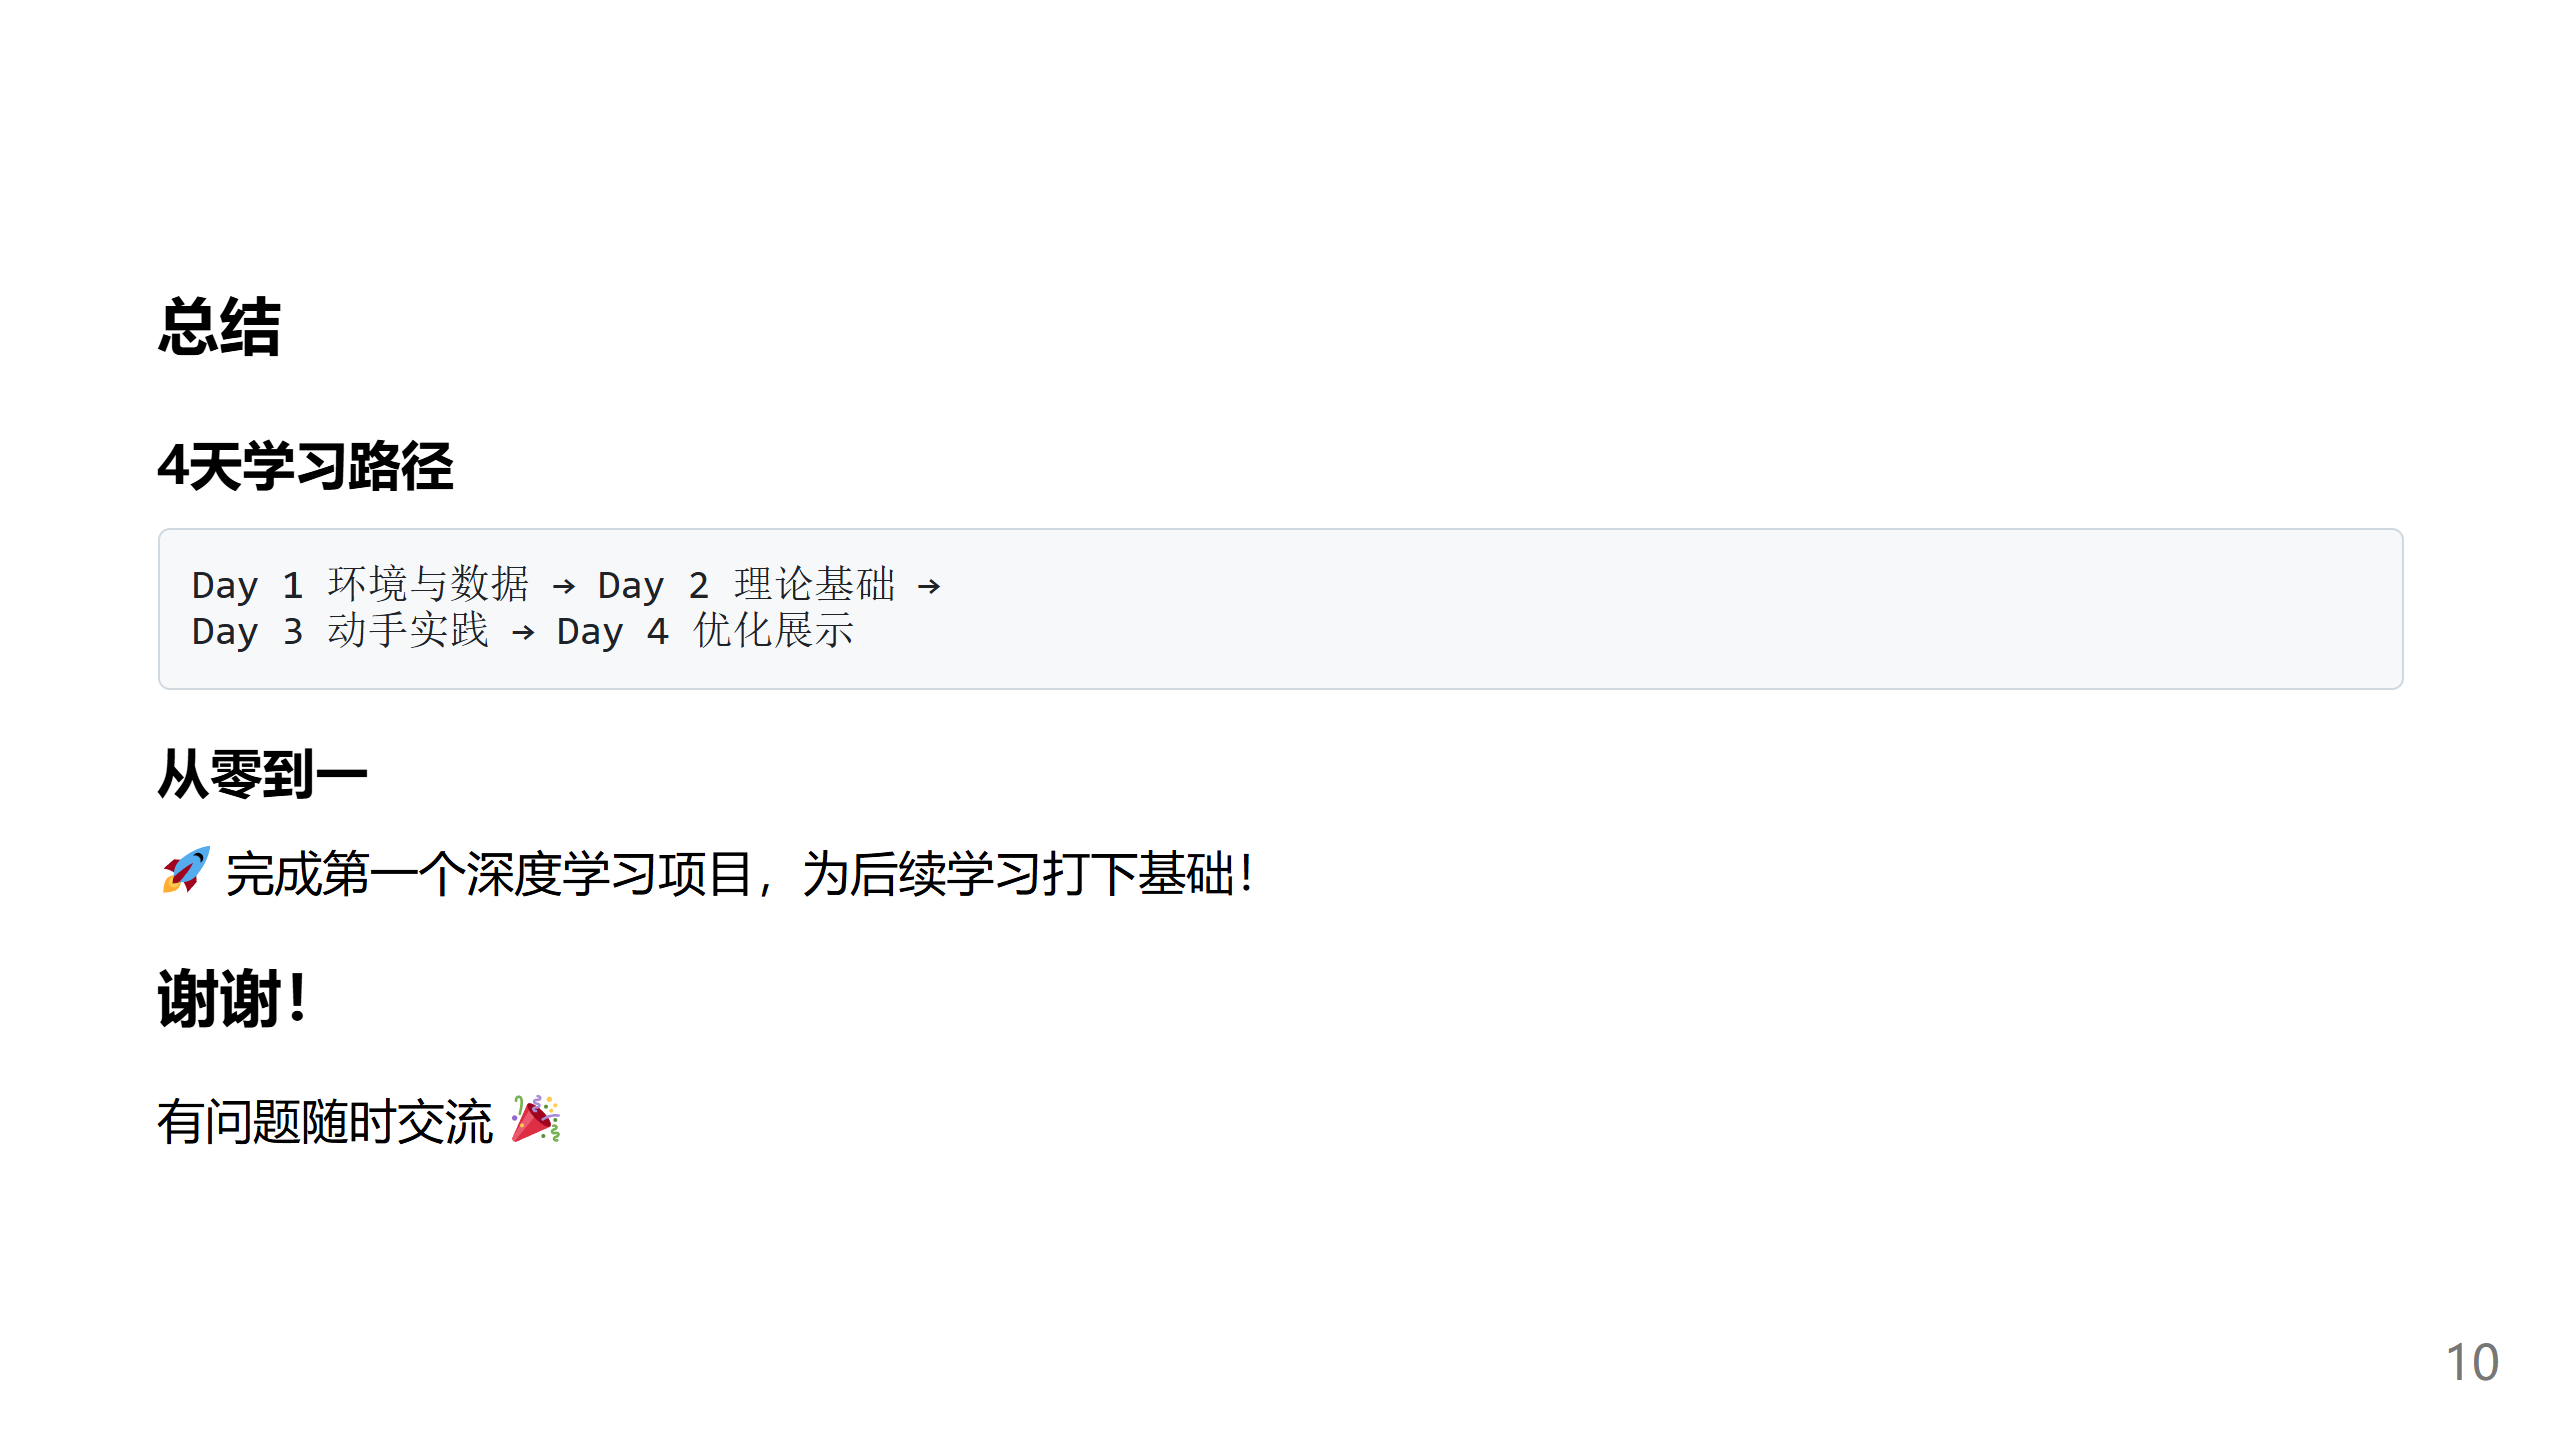 总结
4天学习路径
Day 1 环境与数据 → Day 2 理论基础 →
Day 3 动手实践 → Day 4 优化展示
从零到一
🚀 完成第一个深度学习项目，为后续学习打下基础！
谢谢！
有问题随时交流 🎉
10